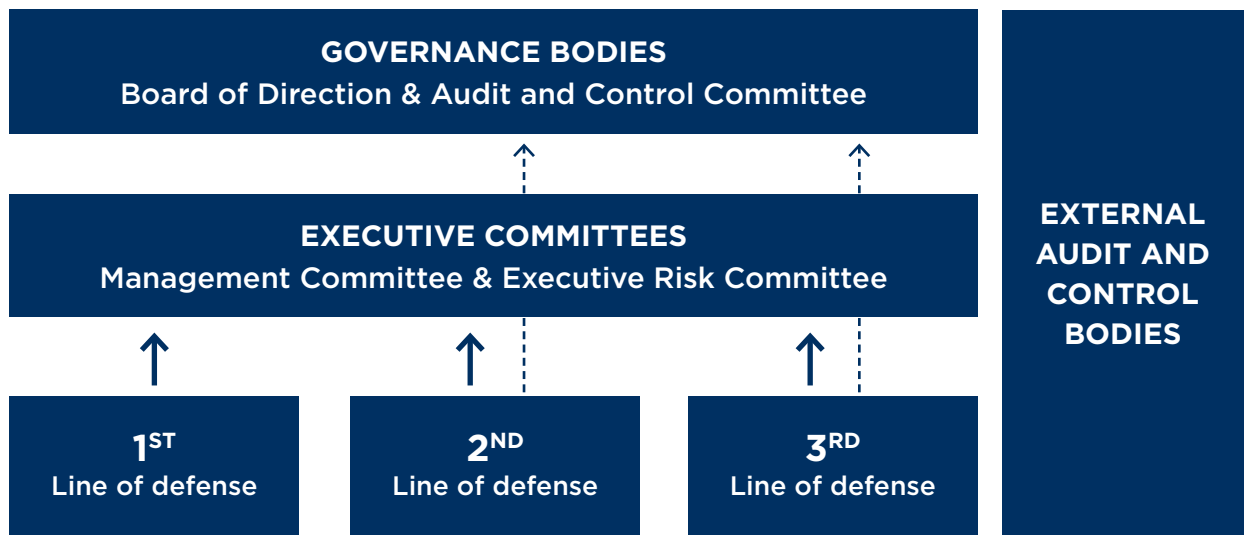 GOVERNANCE BODIES
Board of Direction & Audit and Control Committee
EXECUTIVE COMMITTEES
Management Committee & Executive Risk Committee
1ST
Line of defense
2ND
Line of defense
3RD
Line of defense
EXTERNAL
AUDIT AND
CONTROL
BODIES